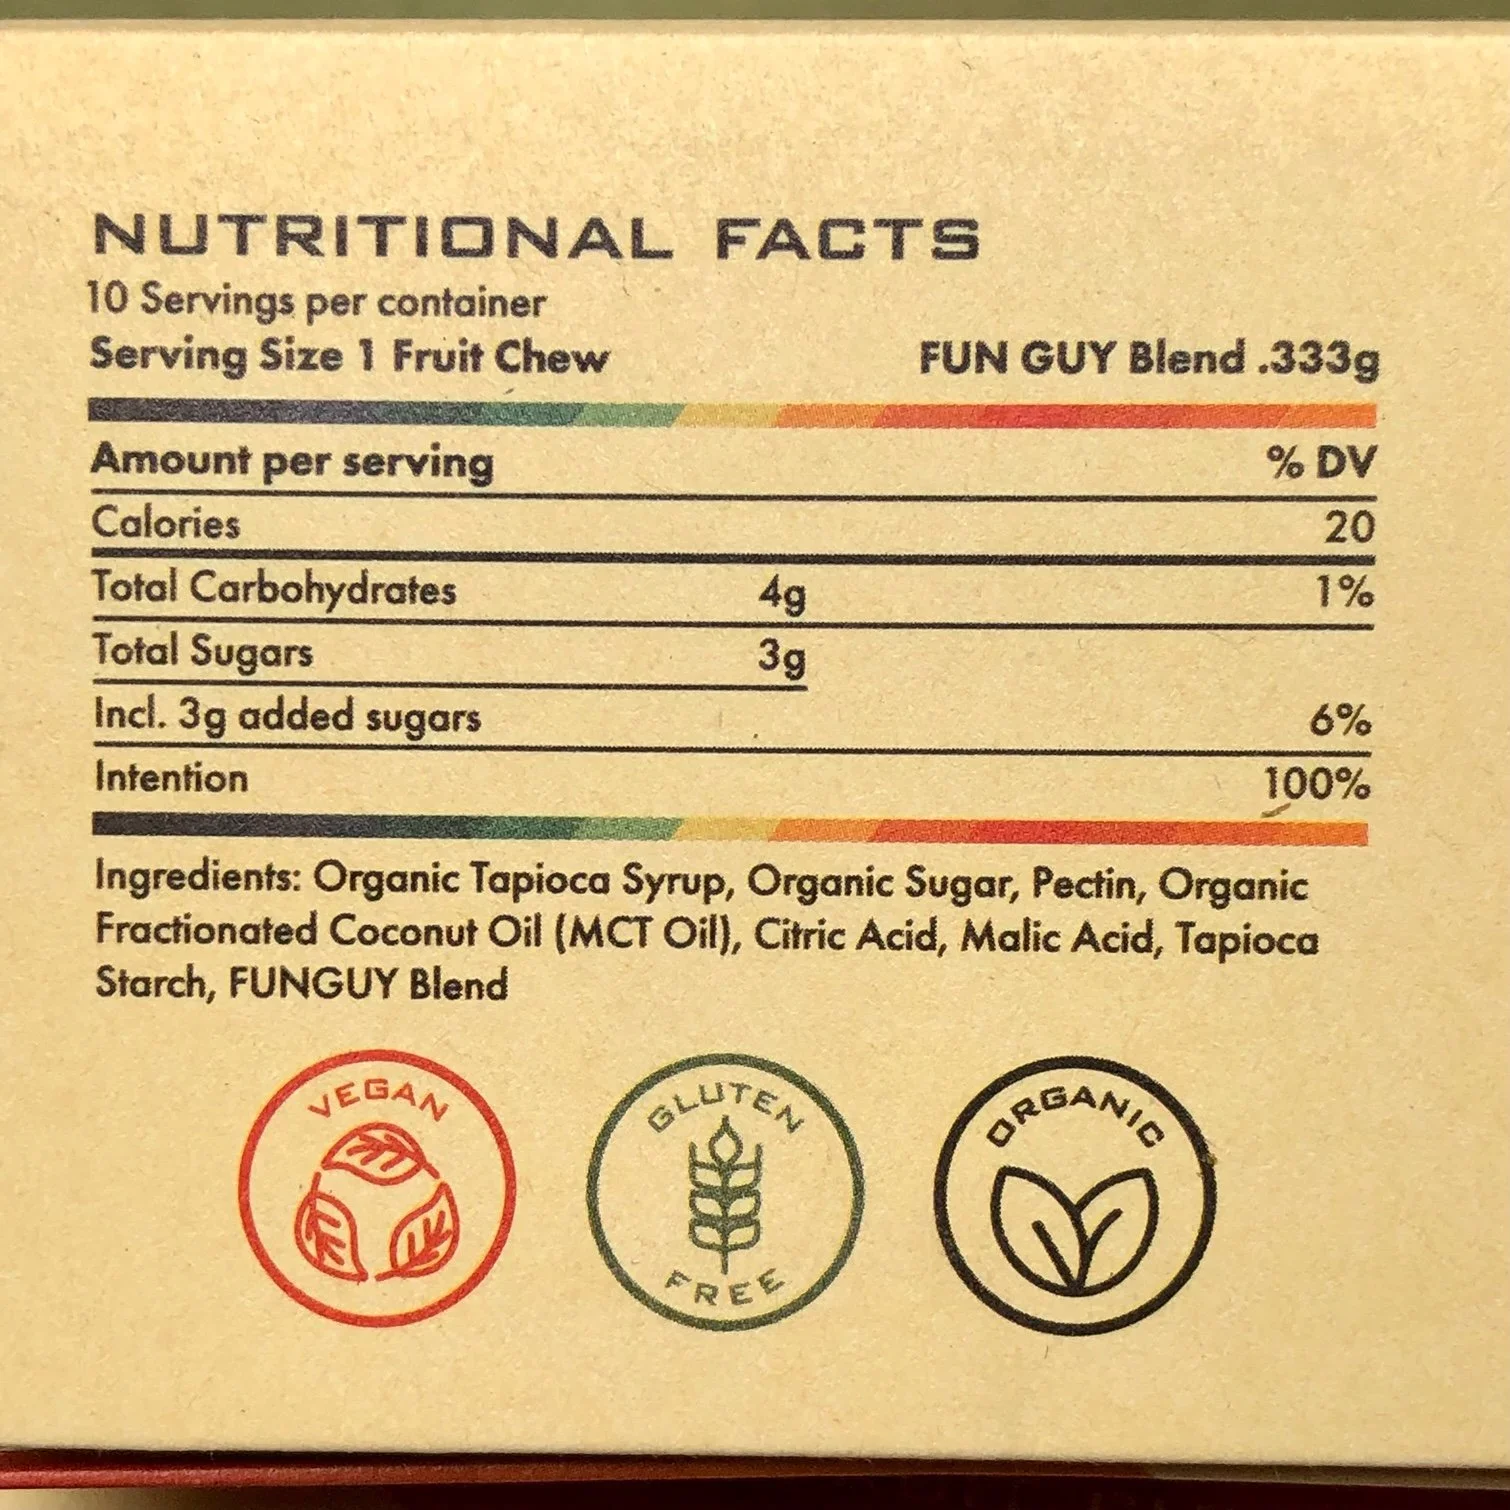 NUTRITIONAL FACTS
10 Servings per container
Serving Size 1 Fruit Chew FUN GUY Blend .333g
Amount per serving % DV
Calories 20
Total Carbohydrates 4g 1%
Total Sugars 3g
Incl. 3g added sugars 6%
Intention 100%
Ingredients: Organic Tapioca Syrup, Organic Sugar, Pectin, Organic
Fractionated Coconut Oil (MCT Oil), Citric Acid, Malic Acid, Tapioca
Starch, FUNGUY Blend
VEGAN
GLUTEN
FREE
ORGANIC